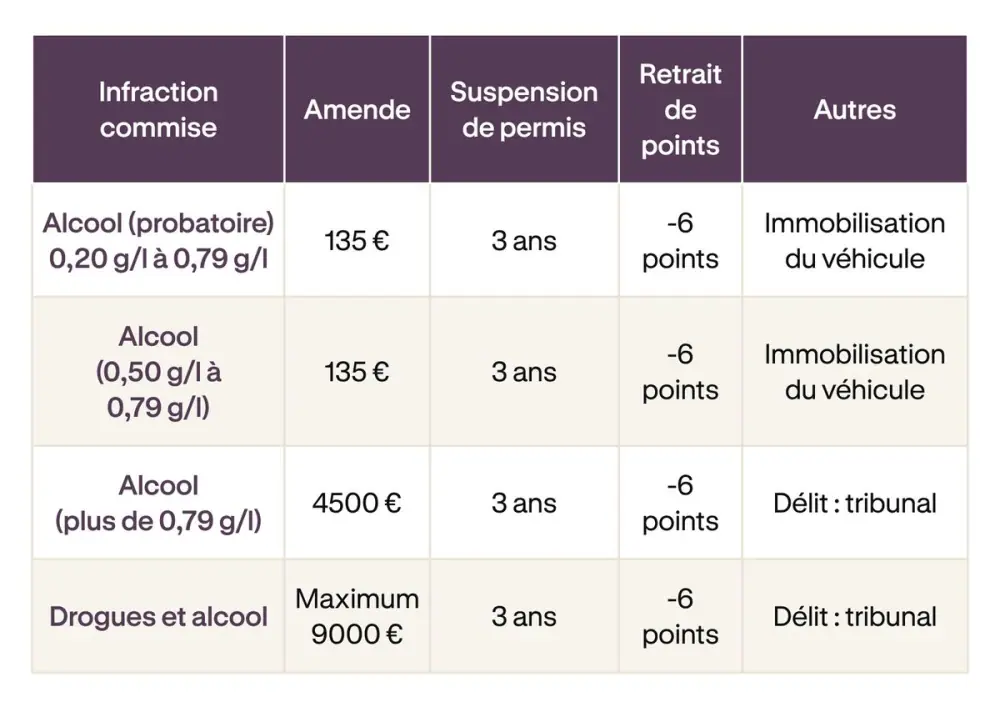 Infraction
commise
Amende
Suspension
de permis
Retrait
de
points
Autres
Alcool (probatoire)
0,20 g/l à 0,79 g/l
135 €
3 ans
-6
points
Immobilisation
du véhicule
Alcool
(0,50 g/l à
0,79 g/l)
135 €
3 ans
-6
points
Immobilisation
du véhicule
Alcool
(plus de 0,79 g/l)
4500 €
3 ans
-6
points
Délit : tribunal
Drogues et alcool
Maximum
9000 €
3 ans
-6
points
Délit : tribunal